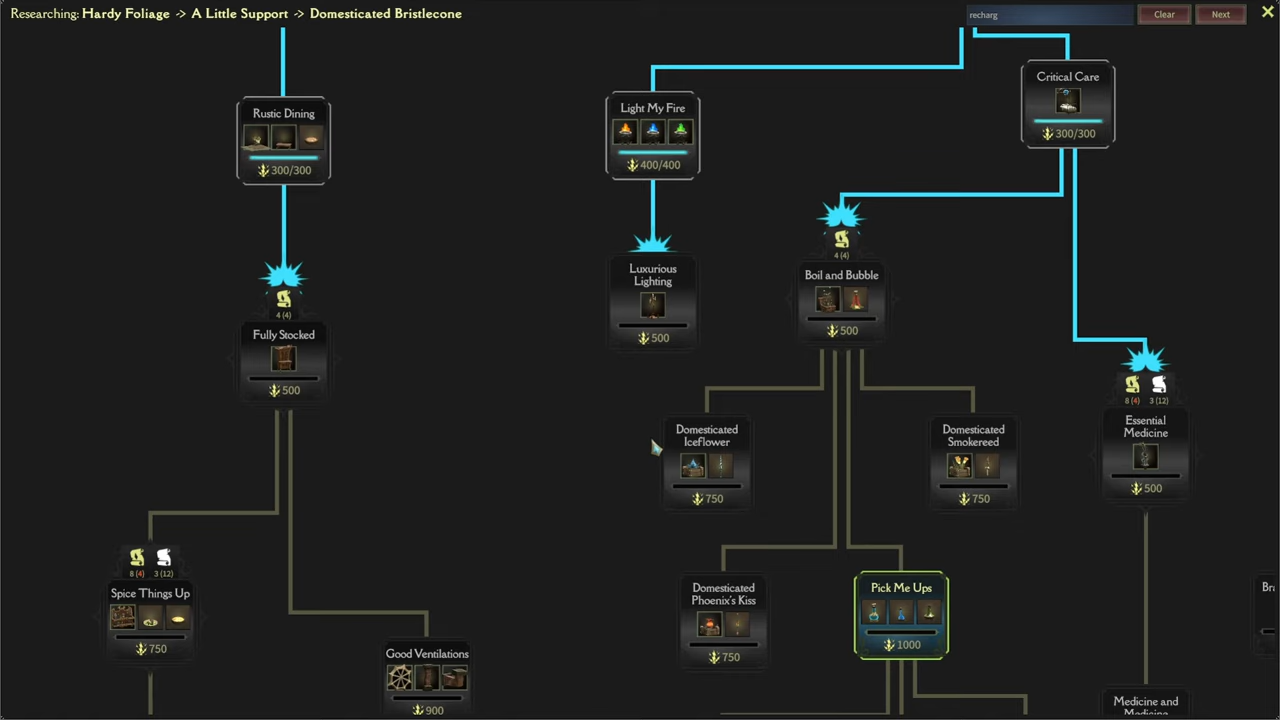 Researching: Hardy Foliage -> A Little Support -> Domesticated Bristlecone
recharg
Clear
Next
Rustic Dining
300/300
Light My Fire
400/400
Critical Care
300/300
4 (4)
Fully Stocked
500
Luxurious
Lighting
500
4 (4)
Boil and Bubble
500
8 (4) 3 (12)
Essential
Medicine
500
Domesticated
Iceflower
750
Domesticated
Smokereed
750
8 (4) 3 (12)
Spice Things Up
750
Good Ventilations
900
Domesticated
Phoenix's Kiss
750
Pick Me Ups
1000
Medicine and